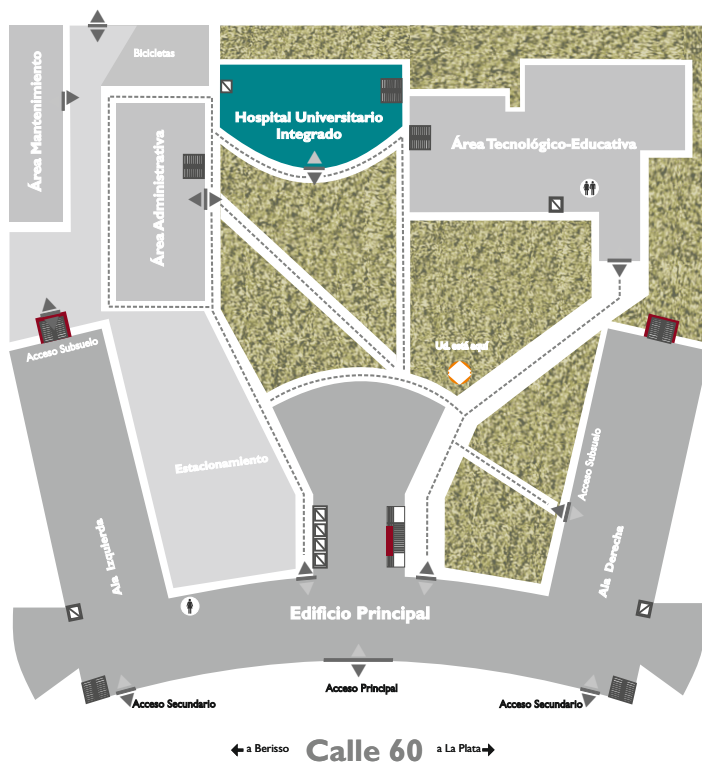 Bicicletas
Área Mantenimiento
Hospital Universitario
Integrado
Área Tecnológico-Educativa
Área Administrativa
Ud. está aquí
Acceso Subsuelo
Acceso Subsuelo
Estacionamiento
Ala Izquierda
Ala Derecha
Edificio Principal
Acceso Principal
Acceso Secundario
Acceso Secundario
a Berisso
Calle 60
a La Plata